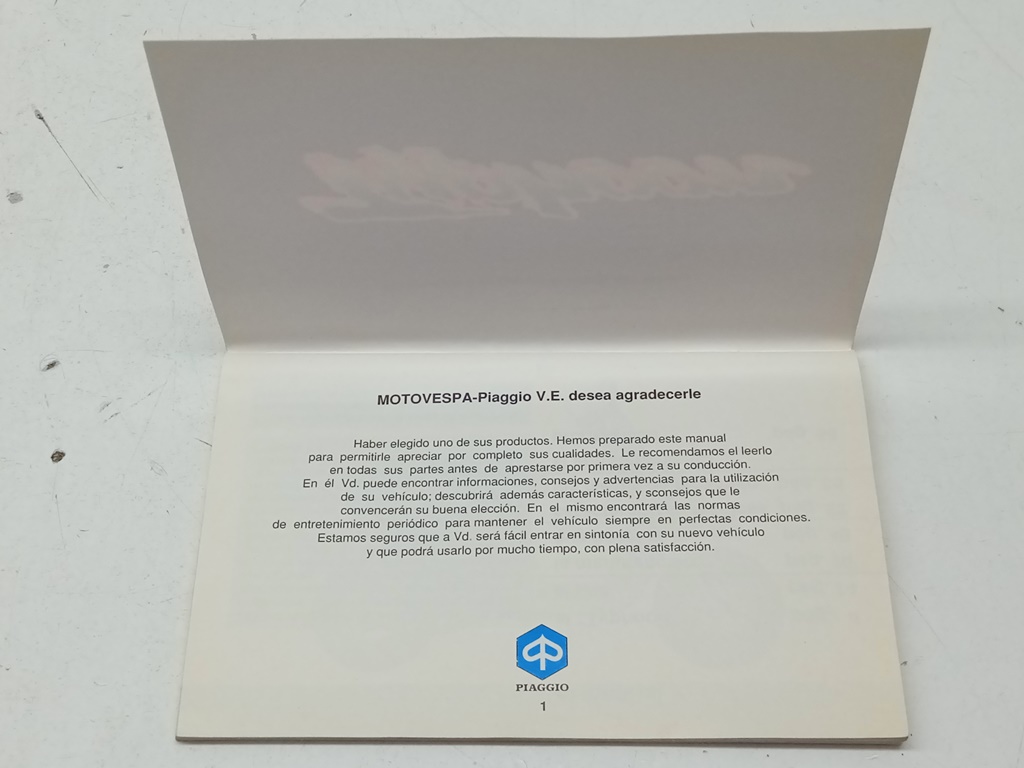 MOTOVESPA-Piaggio V.E. desea agradecerle
Haber elegido uno de sus productos. Hemos preparado este manual
para permitirle apreciar por completo sus cualidades. Le recomendamos el leerlo
en todas sus partes antes de aprestarse por primera vez a su conducción.
En él Vd. puede encontrar informaciones, consejos y advertencias para la utilización
de su vehículo; descubrirá además características, y sconsejos que le
convencerán su buena elección. En el mismo encontrará las normas
de entretenimiento periódico para mantener el vehículo siempre en perfectas condiciones.
Estamos seguros que a Vd. será fácil entrar en sintonía con su nuevo vehículo
y que podrá usarlo por mucho tiempo, con plena satisfacción.
PIAGGIO
1